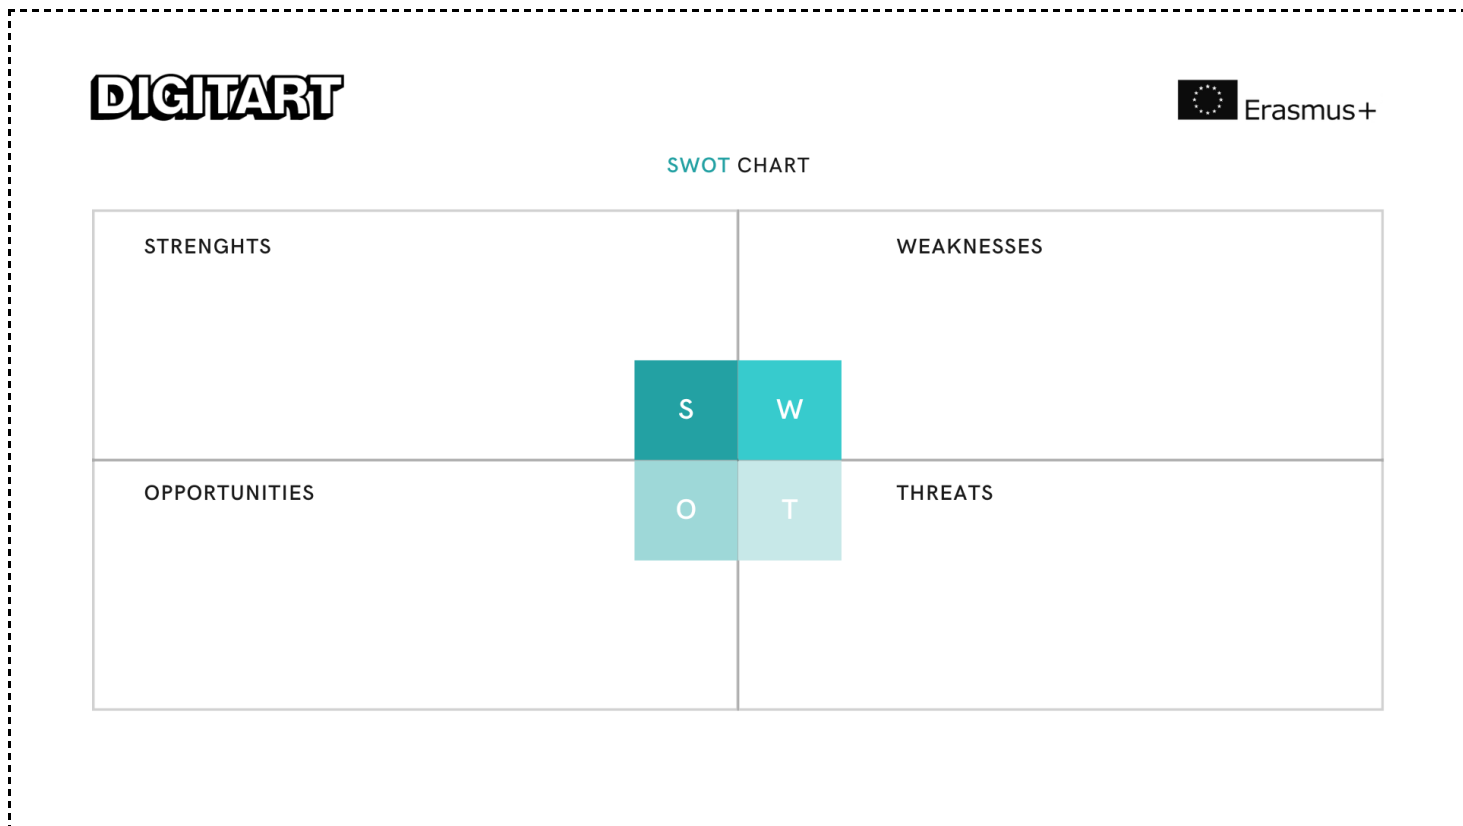 DIGITART
Erasmus+
SWOT CHART
STRENGHTS
WEAKNESSES
S
W
O
T
OPPORTUNITIES
THREATS